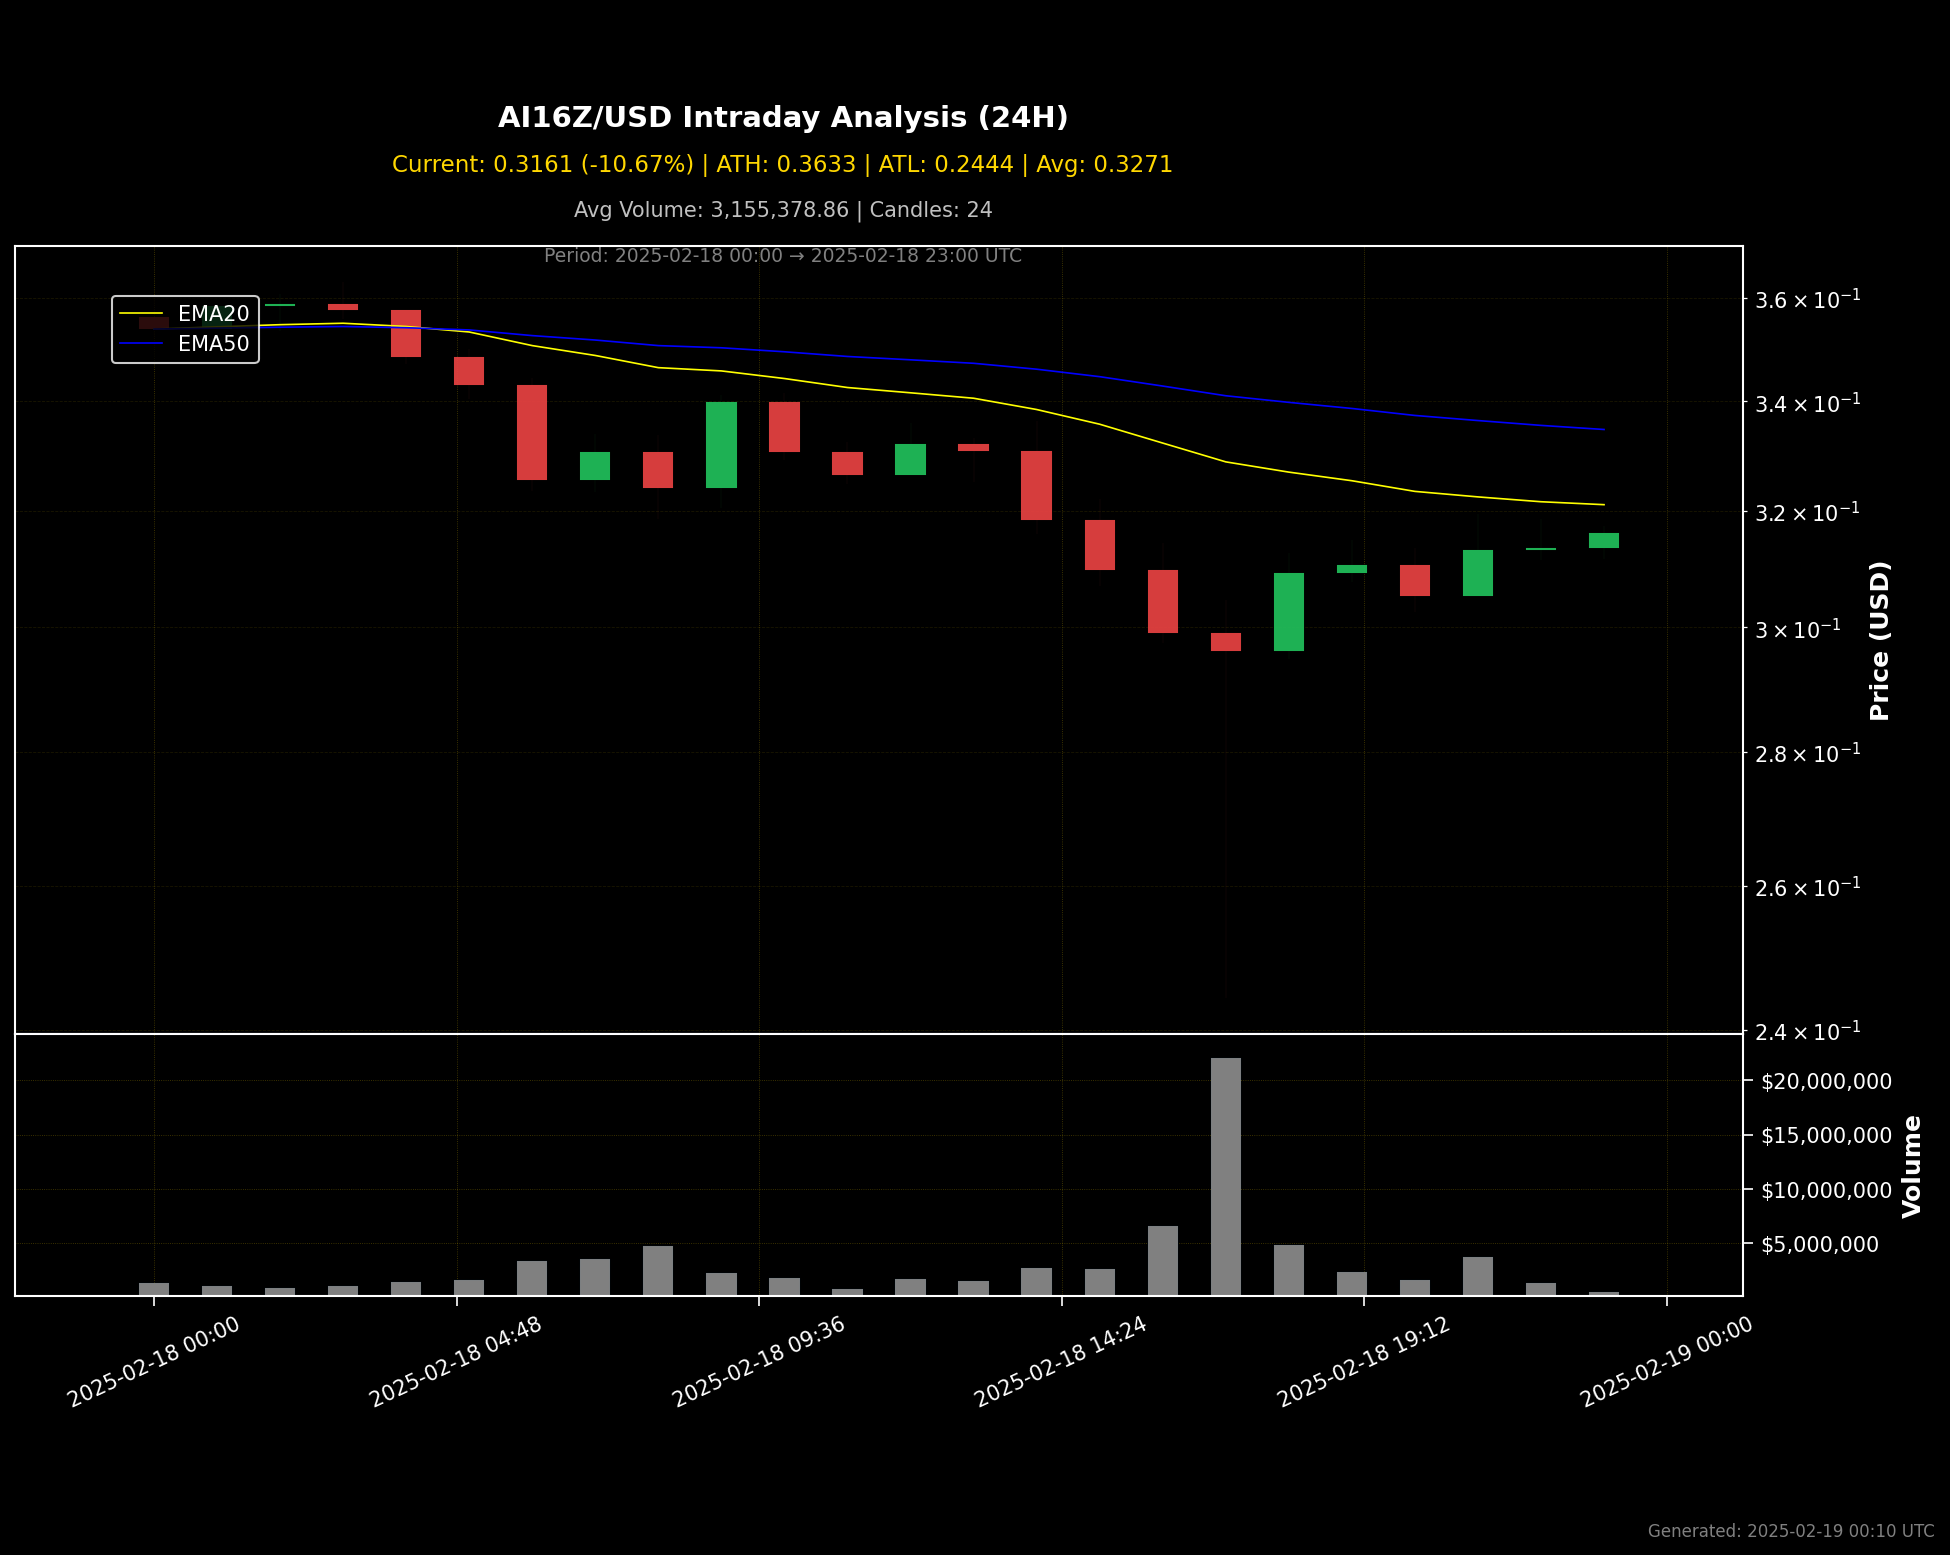 AI16Z/USD Intraday Analysis (24H)
Current: 0.3161 (-10.67%) | ATH: 0.3633 | ATL: 0.2444 | Avg: 0.3271
Avg Volume: 3,155,378.86 | Candles: 24
Period: 2025-02-18 00:00 → 2025-02-18 23:00 UTC
EMA20
EMA50
3.6 × 10⁻¹
3.4 × 10⁻¹
3.2 × 10⁻¹
3 × 10⁻¹
2.8 × 10⁻¹
2.6 × 10⁻¹
2.4 × 10⁻¹
Price (USD)
$20,000,000
$15,000,000
$10,000,000
$5,000,000
Volume
2025-02-18 00:00
2025-02-18 04:48
2025-02-18 09:36
2025-02-18 14:24
2025-02-18 19:12
2025-02-19 00:00
Generated: 2025-02-19 00:10 UTC